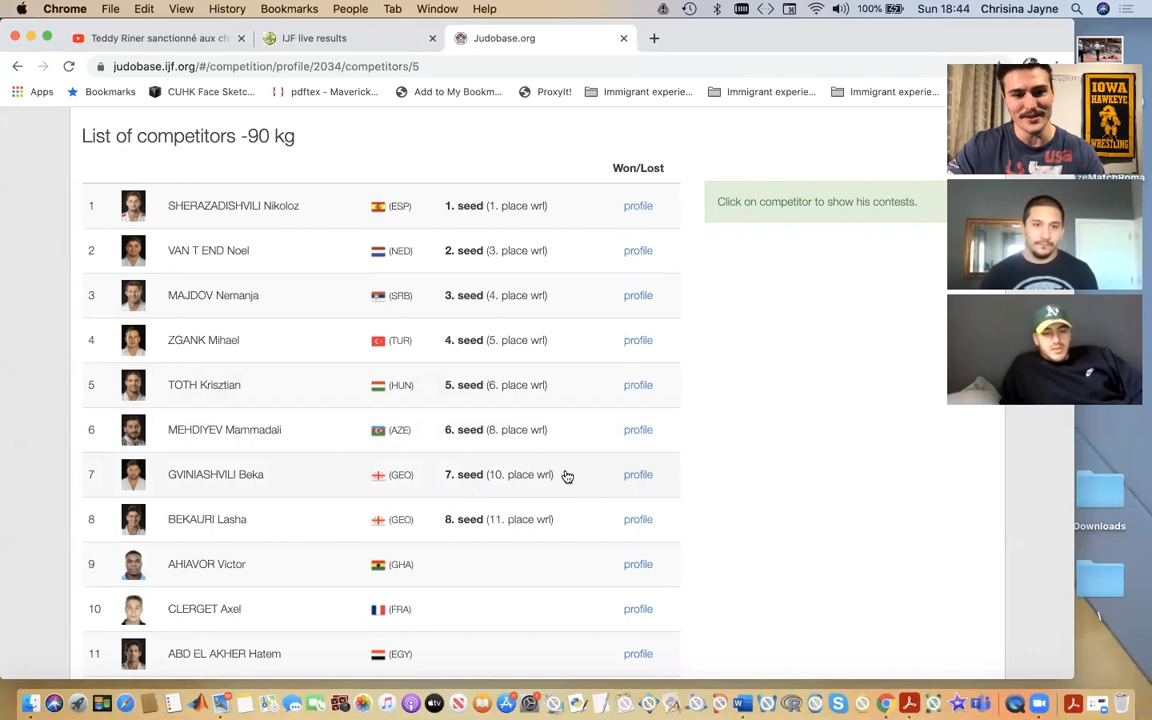 Chrome File Edit View History Bookmarks People Tab Window Help 100% Sun 18:44 Chrisina Jayne
Teddy Riner sanctionné aux ch
IJF live results
Judobase.org
judobase.ijf.org/#/competition/profile/2034/competitors/5
Apps Bookmarks CUHK Face Sketc... pdftex - Maverick... Add to My Bookm... ProxyIt! Immigrant experie... Immigrant experie... Immigrant experie...
List of competitors -90 kg
Won/Lost
1 SHERAZADISHVILI Nikoloz (ESP) 1. seed (1. place wrl) profile
2 VAN T END Noel (NED) 2. seed (3. place wrl) profile
3 MAJDOV Nemanja (SRB) 3. seed (4. place wrl) profile
4 ZGANK Mihael (TUR) 4. seed (5. place wrl) profile
5 TOTH Krisztian (HUN) 5. seed (6. place wrl) profile
6 MEHDIYEV Mammadali (AZE) 6. seed (8. place wrl) profile
7 GVINIASHVILI Beka (GEO) 7. seed (10. place wrl) profile
8 BEKAURI Lasha (GEO) 8. seed (11. place wrl) profile
9 AHIAVOR Victor (GHA) profile
10 CLERGET Axel (FRA) profile
11 ABD EL AKHER Hatem (EGY) profile
Click on competitor to show his contests.
IOWA
HAWKEYE
WRESTLING
USA
azeMatchRoma
Downloads